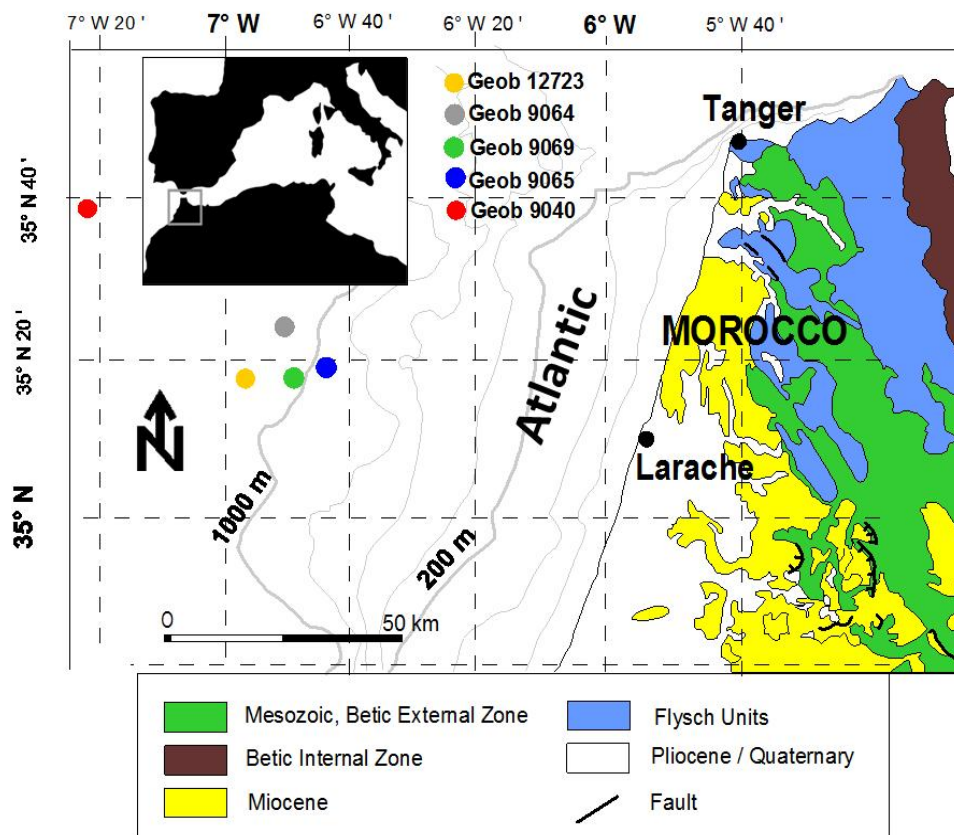 7° W 20 '
7° W
6° W 40 '
6° W 20 '
6° W
5° W 40 '
Geob 12723
Geob 9064
Geob 9069
Geob 9065
Geob 9040
Tanger
35° N 40 '
35° N 20 '
35° N
MOROCCO
Atlantic
N
Larache
1000 m
200 m
0
50 km
Mesozoic, Betic External Zone
Flysch Units
Betic Internal Zone
Pliocene / Quaternary
Miocene
Fault